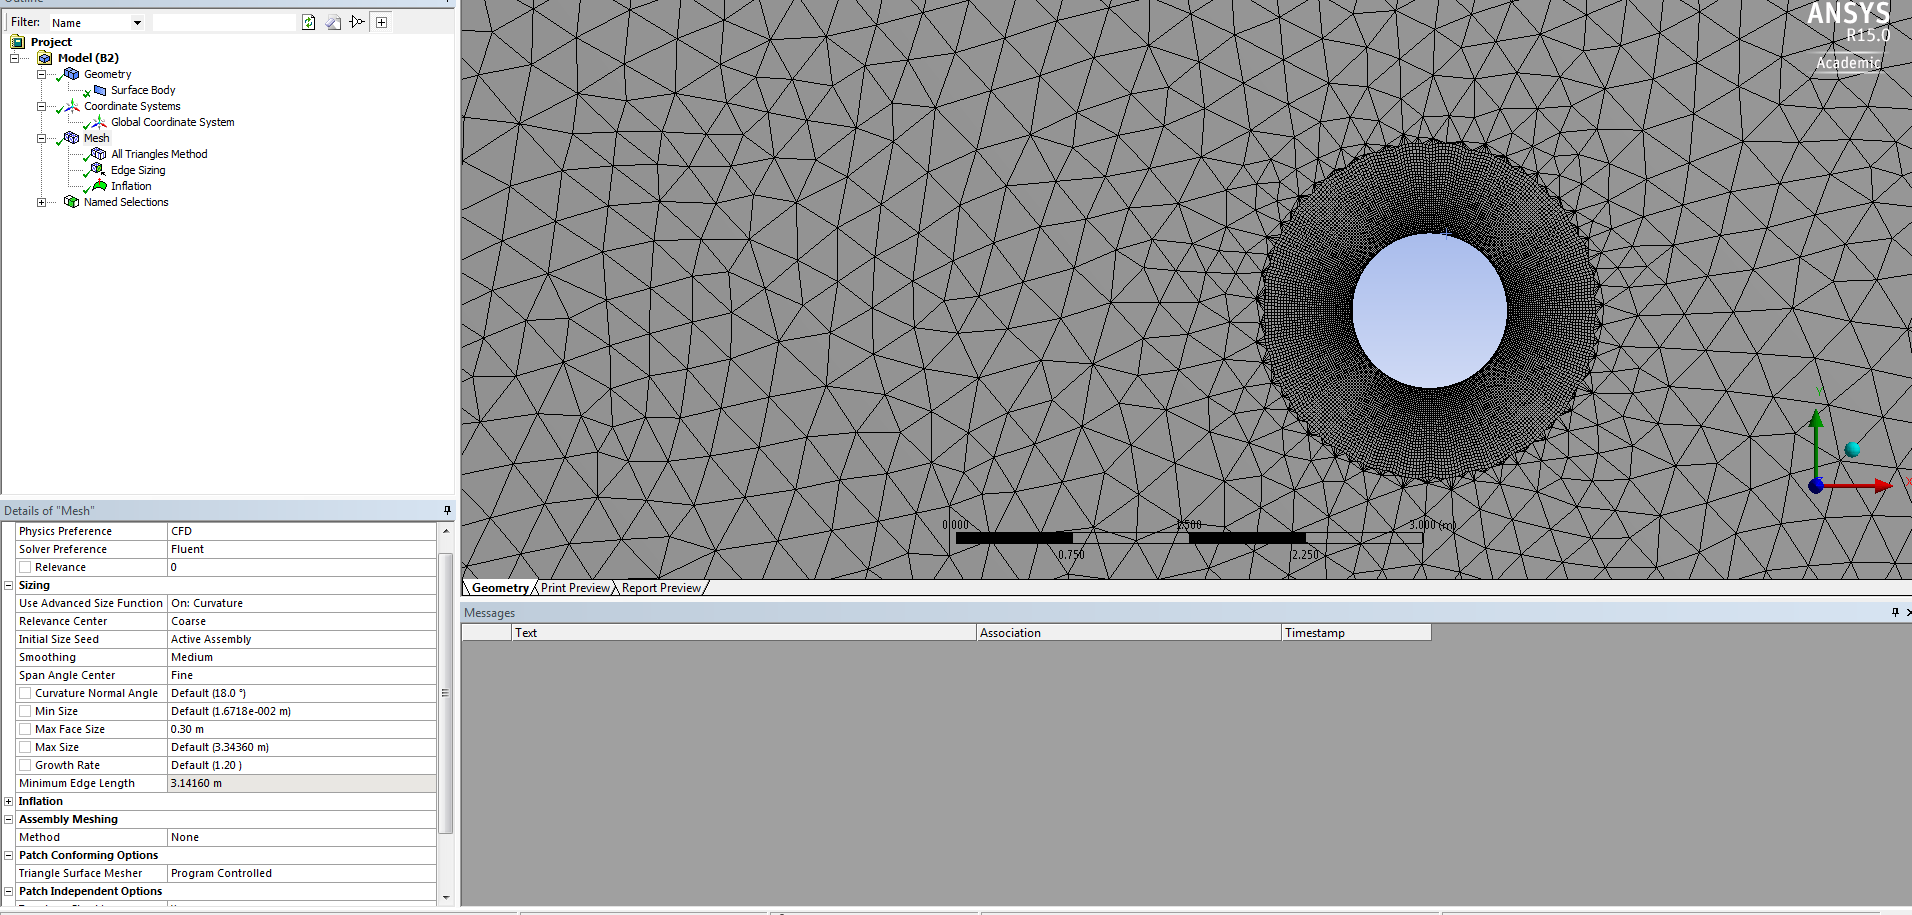 Outline
Filter: Name
Project
Model (B2)
Geometry
Surface Body
Coordinate Systems
Global Coordinate System
Mesh
All Triangles Method
Edge Sizing
Inflation
Named Selections
Details of "Mesh"
Physics Preference CFD
Solver Preference Fluent
Relevance 0
Sizing
Use Advanced Size Function On: Curvature
Relevance Center Coarse
Initial Size Seed Active Assembly
Smoothing Medium
Span Angle Center Fine
Curvature Normal Angle Default (18.0 °)
Min Size Default (1.6718e-002 m)
Max Face Size 0.30 m
Max Size Default (3.34360 m)
Growth Rate Default (1.20 )
Minimum Edge Length 3.14160 m
Inflation
Assembly Meshing
Method None
Patch Conforming Options
Triangle Surface Mesher Program Controlled
Patch Independent Options
ANSYS
R15.0
Academic
Y
X
0.000 1.500 3.000 (m)
0.750 2.250
Geometry Print Preview Report Preview
Messages
Text Association Timestamp